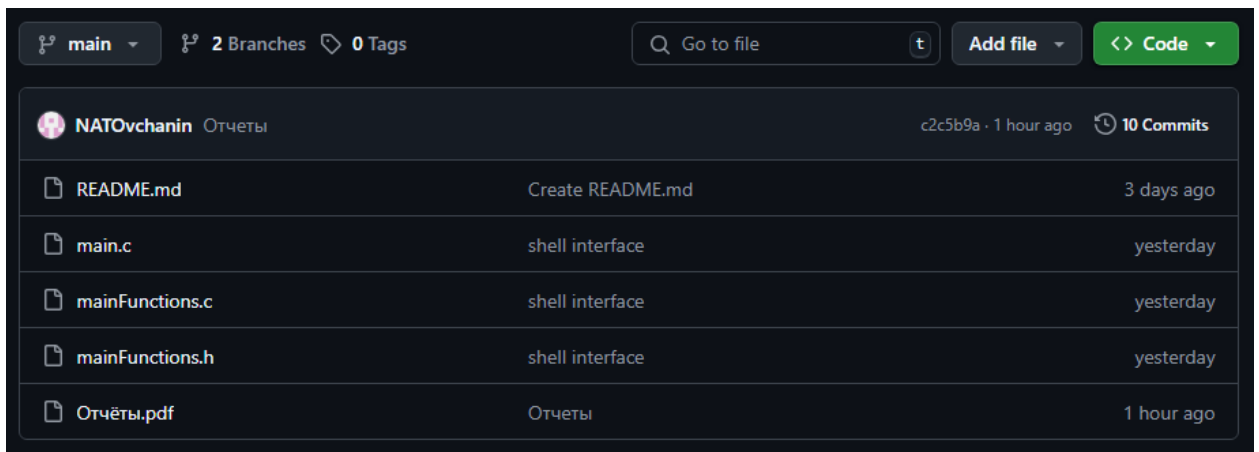 main 2 Branches 0 Tags Go to file t Add file <> Code
NATOvchanin Отчеты c2c5b9a · 1 hour ago 10 Commits
README.md Create README.md 3 days ago
main.c shell interface yesterday
mainFunctions.c shell interface yesterday
mainFunctions.h shell interface yesterday
Отчёты.pdf Отчеты 1 hour ago